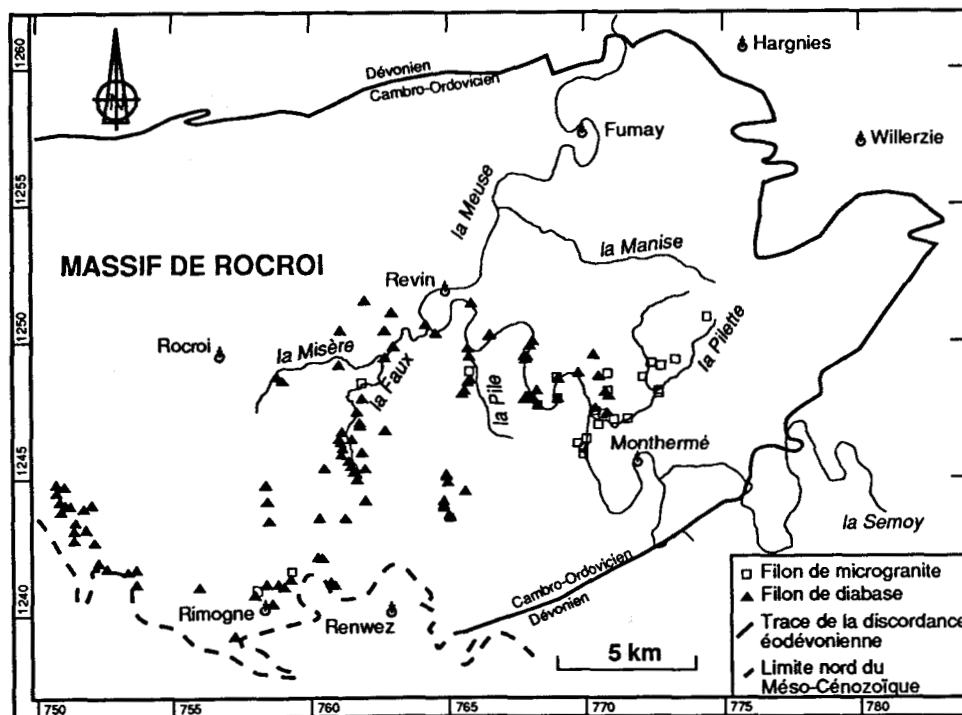 1260
1255
1250
1245
1240
Hargnies
Dévonien
Cambro-Ordovicien
Fumay
Willerzie
la Meuse
la Manise
MASSIF DE ROCROI
Revin
Rocroi
la Misère
la Faux
la Pile
la Pilette
Monthermé
la Semoy
Cambro-Ordovicien
Dévonien
Rimogne
Renwez
5 km
Filon de microgranite
Filon de diabase
Trace de la discordance
éodévonienne
Limite nord du
Méso-Cénozoïque
750
755
760
765
770
775
780